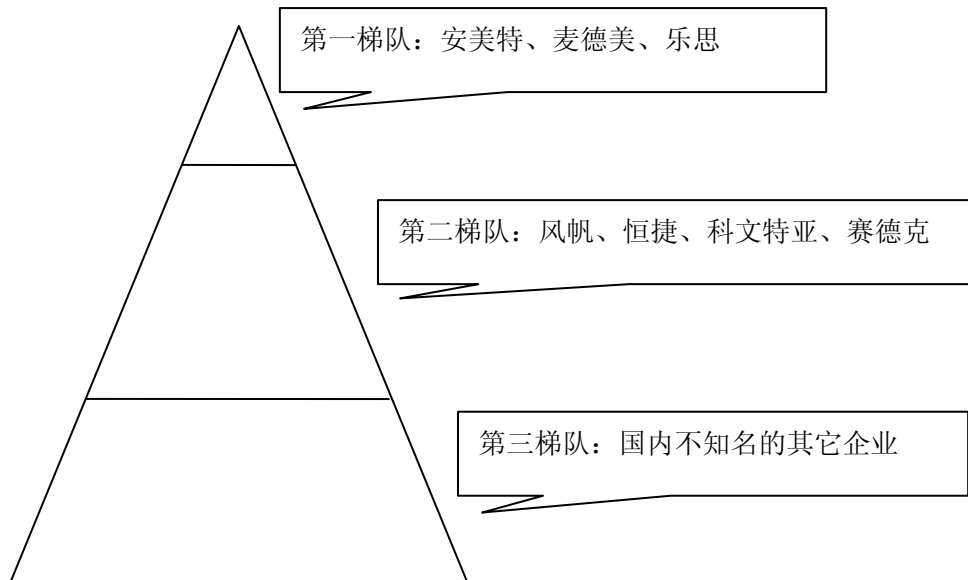 第一梯队：安美特、麦德美、乐思
第二梯队：风帆、恒捷、科文特亚、赛德克
第三梯队：国内不知名的其它企业